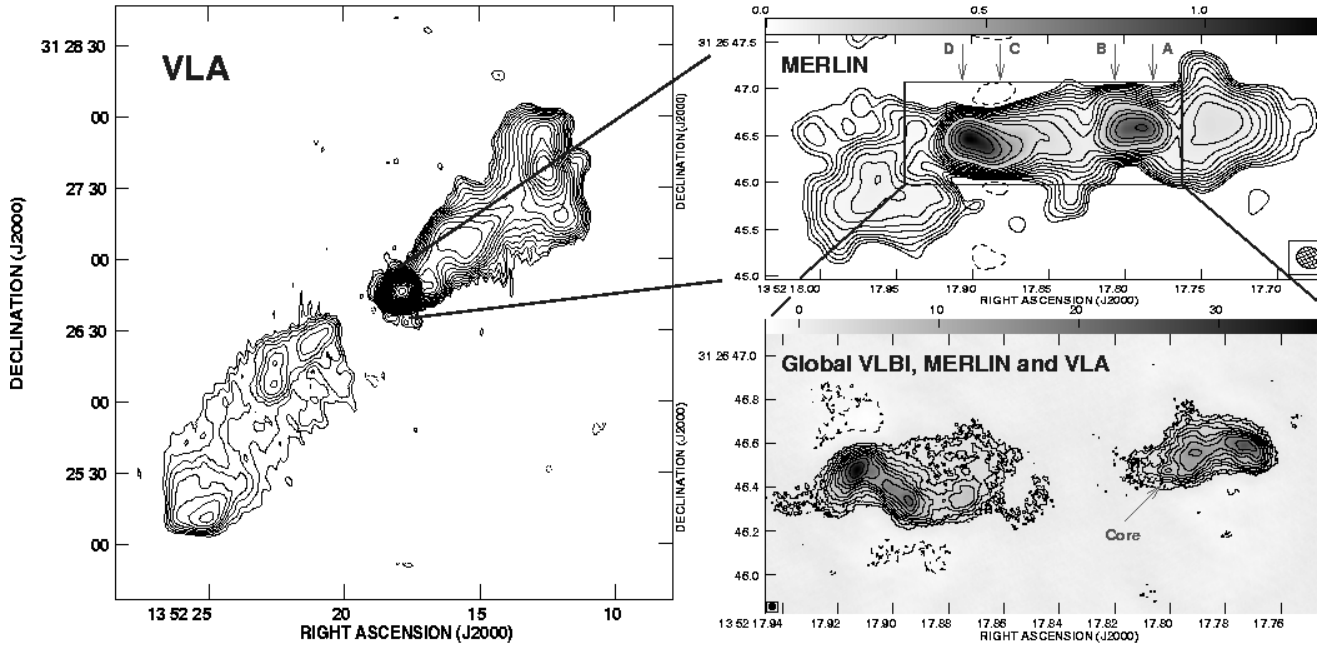 VLA
31 28 30
00
27 30
00
26 30
00
25 30
00
DECLINATION (J2000)
13 52 25
20
15
10
RIGHT ASCENSION (J2000)
0.0
0.5
1.0
MERLIN
D
C
B
A
31 26 47.5
47.0
46.5
46.0
45.5
45.0
DECLINATION (J2000)
13 52 18.00
17.95
17.90
17.85
17.80
17.75
17.70
RIGHT ASCENSION (J2000)
0
10
20
30
Global VLBI, MERLIN and VLA
31 26 47.0
46.8
46.6
46.4
46.2
46.0
DECLINATION (J2000)
DECLINATION (J2000)
Core
13 52 17.94
17.92
17.90
17.88
17.86
17.84
17.82
17.80
17.78
17.76
RIGHT ASCENSION (J2000)